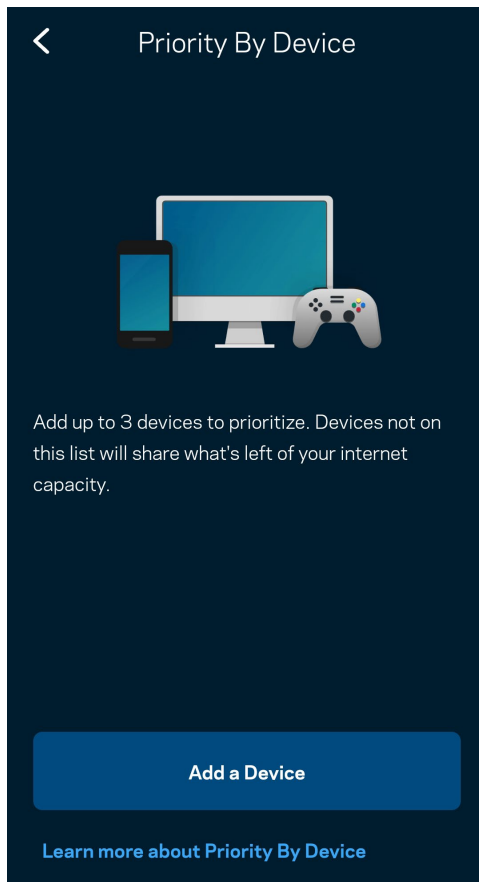 Priority By Device
Add up to 3 devices to prioritize. Devices not on
this list will share what's left of your internet
capacity.
Add a Device
Learn more about Priority By Device